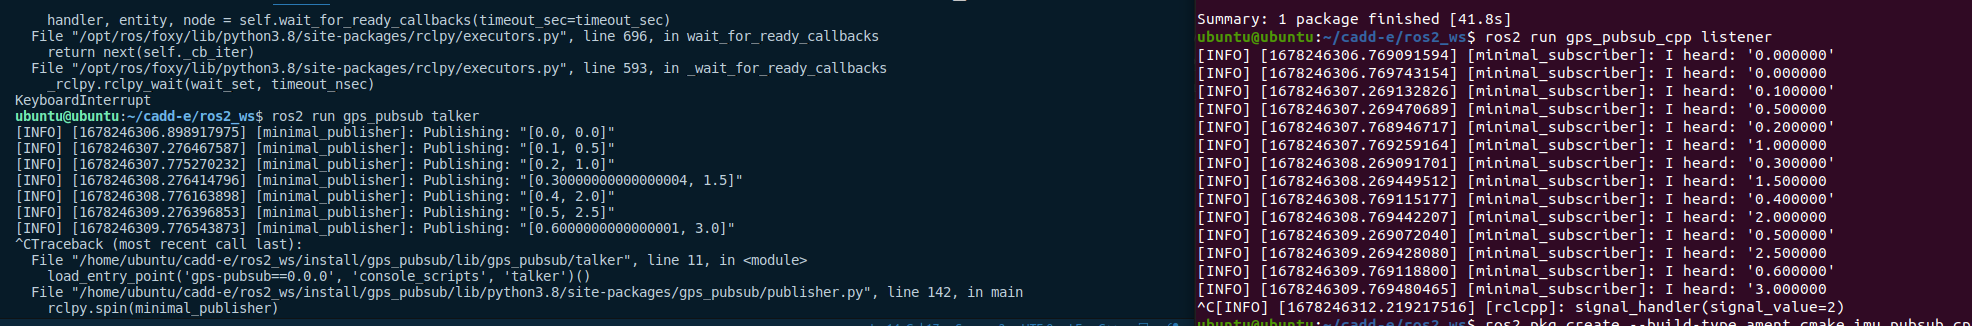 handler, entity, node = self.wait_for_ready_callbacks(timeout_sec=timeout_sec)
File "/opt/ros/foxy/lib/python3.8/site-packages/rclpy/executors.py", line 696, in wait_for_ready_callbacks
return next(self._cb_iter)
File "/opt/ros/foxy/lib/python3.8/site-packages/rclpy/executors.py", line 593, in _wait_for_ready_callbacks
_rclpy.rclpy_wait(wait_set, timeout_nsec)
KeyboardInterrupt
ubuntu@ubuntu:~/cadd-e/ros2_ws$ ros2 run gps_pubsub talker
[INFO] [1678246306.898917975] [minimal_publisher]: Publishing: "[0.0, 0.0]"
[INFO] [1678246307.276467587] [minimal_publisher]: Publishing: "[0.1, 0.5]"
[INFO] [1678246307.775270232] [minimal_publisher]: Publishing: "[0.2, 1.0]"
[INFO] [1678246308.276414796] [minimal_publisher]: Publishing: "[0.30000000000000004, 1.5]"
[INFO] [1678246308.776163898] [minimal_publisher]: Publishing: "[0.4, 2.0]"
[INFO] [1678246309.276396853] [minimal_publisher]: Publishing: "[0.5, 2.5]"
[INFO] [1678246309.776543873] [minimal_publisher]: Publishing: "[0.6000000000000001, 3.0]"
^CTraceback (most recent call last):
File "/home/ubuntu/cadd-e/ros2_ws/install/gps_pubsub/lib/gps_pubsub/talker", line 11, in <module>
load_entry_point('gps-pubsub==0.0.0', 'console_scripts', 'talker')()
File "/home/ubuntu/cadd-e/ros2_ws/install/gps_pubsub/lib/python3.8/site-packages/gps_pubsub/publisher.py", line 142, in main
rclpy.spin(minimal_publisher)
Summary: 1 package finished [41.8s]
ubuntu@ubuntu:~/cadd-e/ros2_ws$ ros2 run gps_pubsub_cpp listener
[INFO] [1678246306.769091594] [minimal_subscriber]: I heard: '0.000000'
[INFO] [1678246306.769743154] [minimal_subscriber]: I heard: '0.000000
[INFO] [1678246307.269132826] [minimal_subscriber]: I heard: '0.100000'
[INFO] [1678246307.269470689] [minimal_subscriber]: I heard: '0.500000
[INFO] [1678246307.768946717] [minimal_subscriber]: I heard: '0.200000'
[INFO] [1678246307.769259164] [minimal_subscriber]: I heard: '1.000000
[INFO] [1678246308.269091701] [minimal_subscriber]: I heard: '0.300000'
[INFO] [1678246308.269449512] [minimal_subscriber]: I heard: '1.500000
[INFO] [1678246308.769115177] [minimal_subscriber]: I heard: '0.400000'
[INFO] [1678246308.769442207] [minimal_subscriber]: I heard: '2.000000
[INFO] [1678246309.269072040] [minimal_subscriber]: I heard: '0.500000'
[INFO] [1678246309.269428080] [minimal_subscriber]: I heard: '2.500000
[INFO] [1678246309.769118800] [minimal_subscriber]: I heard: '0.600000'
[INFO] [1678246309.769480465] [minimal_subscriber]: I heard: '3.000000
^C[INFO] [1678246312.219217516] [rclcpp]: signal_handler(signal_value=2)
ubuntu@ubuntu:~/cadd-e/ros2_ws$ ros2 pkg create --build-type ament_cmake imu_pubsub_cp